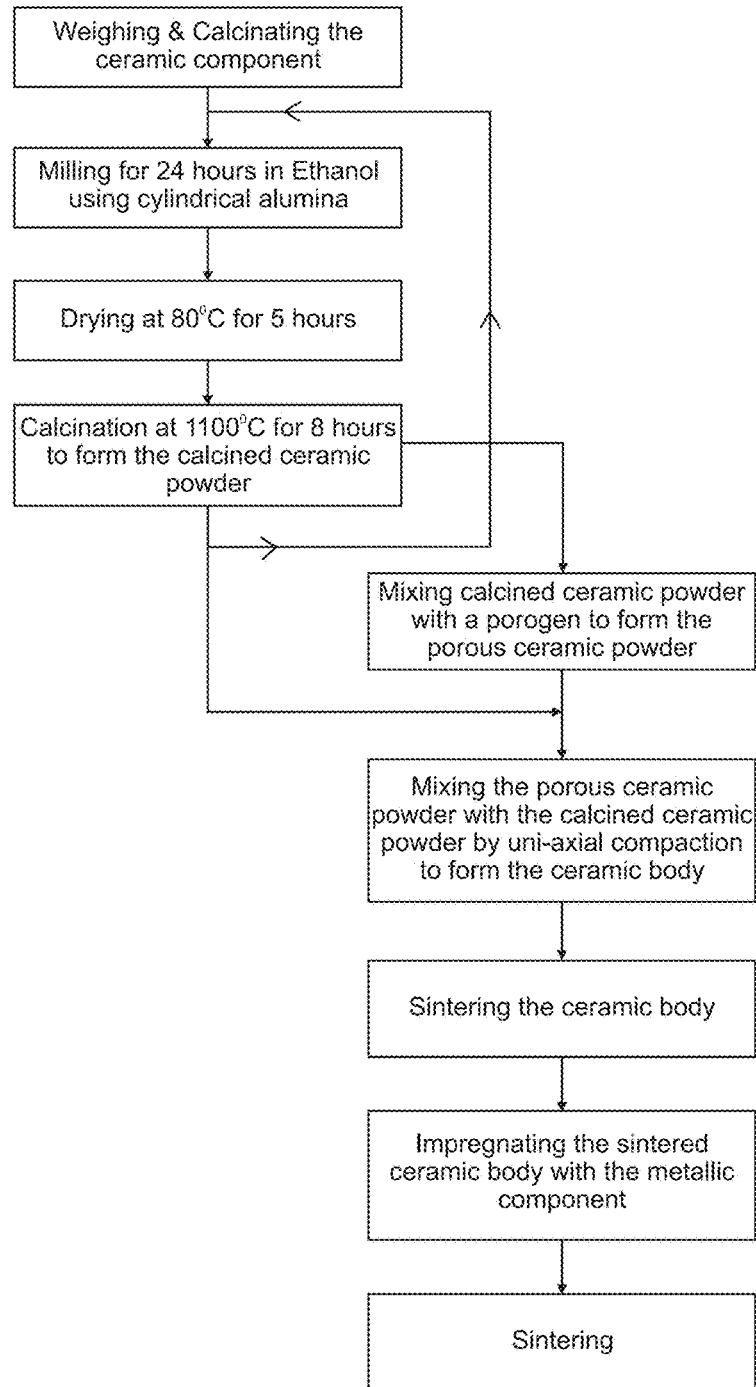 Weighing & Calcinating the
ceramic component
Milling for 24 hours in Ethanol
using cylindrical alumina
Drying at 80⁰C for 5 hours
Calcination at 1100⁰C for 8 hours
to form the calcined ceramic
powder
Mixing calcined ceramic powder
with a porogen to form the
porous ceramic powder
Mixing the porous ceramic
powder with the calcined ceramic
powder by uni-axial compaction
to form the ceramic body
Sintering the ceramic body
Impregnating the sintered
ceramic body with the metallic
component
Sintering